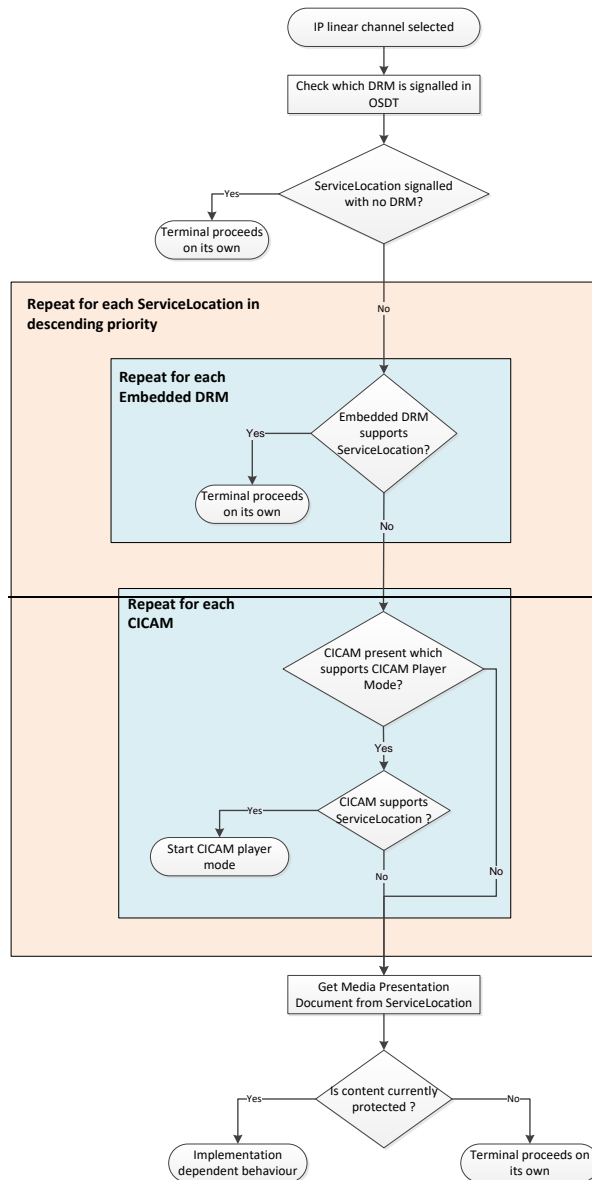 IP linear channel selected
Check which DRM is signalled in
OSDT
ServiceLocation signalled
with no DRM?
Yes
Terminal proceeds
on its own
No
Repeat for each ServiceLocation in
descending priority
Repeat for each
Embedded DRM
Embedded DRM
supports
ServiceLocation?
Yes
Terminal proceeds
on its own
No
Repeat for each
CICAM
CICAM present which
supports CICAM Player
Mode?
Yes
CICAM supports
ServiceLocation ?
Yes
Start CICAM player
mode
No
No
Get Media Presentation
Document from ServiceLocation
Is content currently
protected ?
Yes
No
Implementation
dependent behaviour
Terminal proceeds on
its own